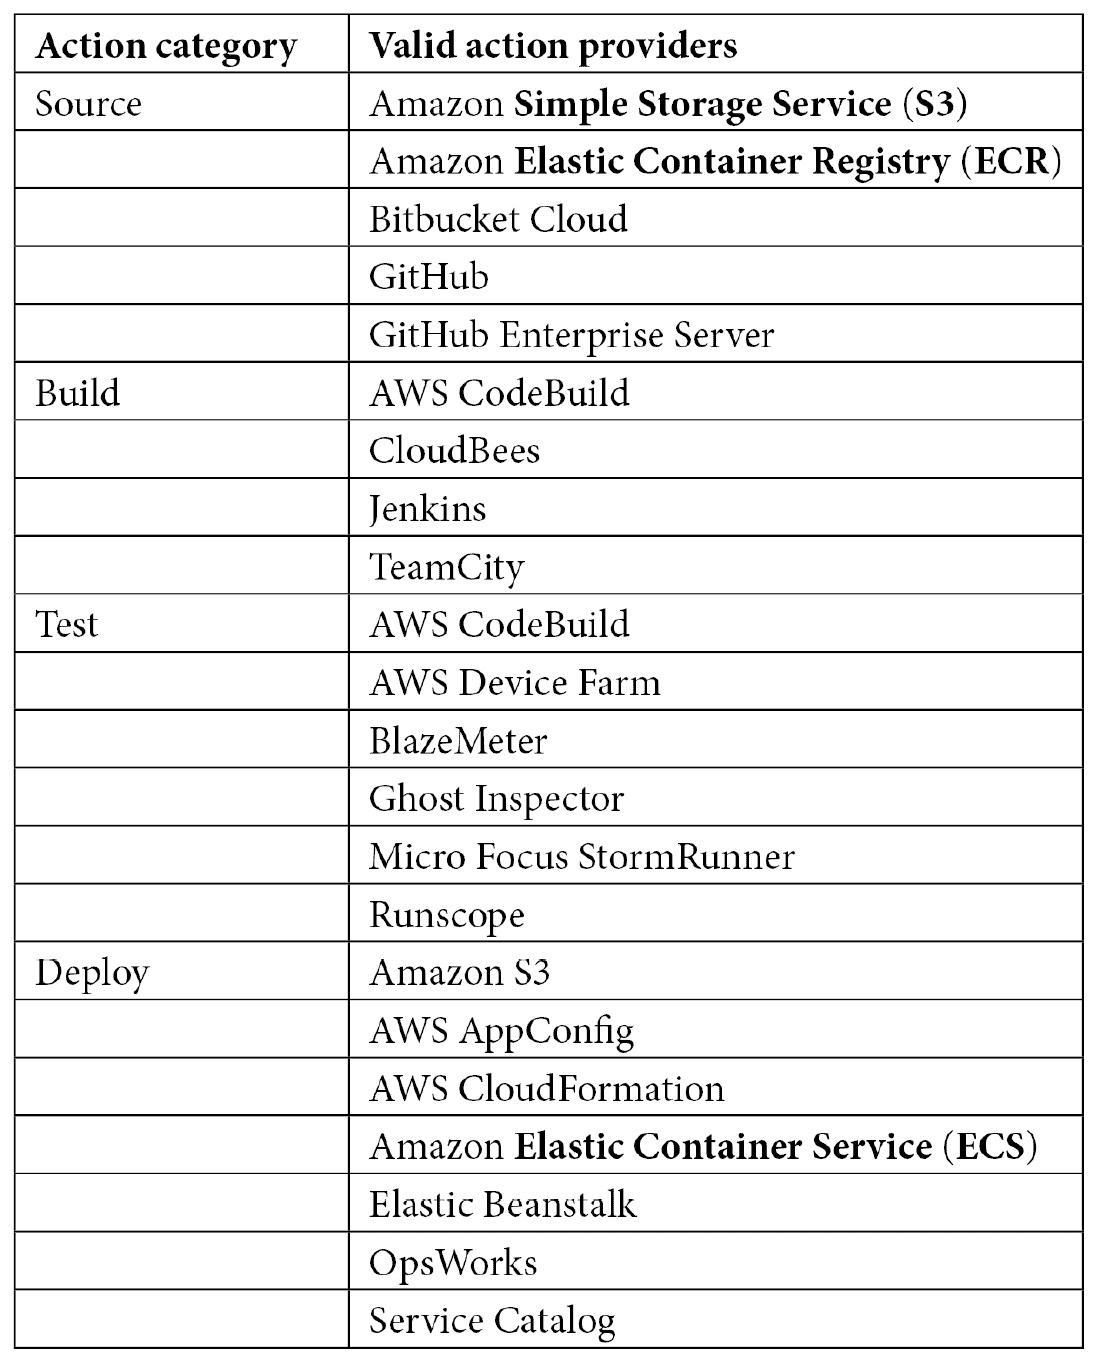 Action category Valid action providers
Source Amazon Simple Storage Service (S3)
Amazon Elastic Container Registry (ECR)
Bitbucket Cloud
GitHub
GitHub Enterprise Server
Build AWS CodeBuild
CloudBees
Jenkins
TeamCity
Test AWS CodeBuild
AWS Device Farm
BlazeMeter
Ghost Inspector
Micro Focus StormRunner
Runscope
Deploy Amazon S3
AWS AppConfig
AWS CloudFormation
Amazon Elastic Container Service (ECS)
Elastic Beanstalk
OpsWorks
Service Catalog